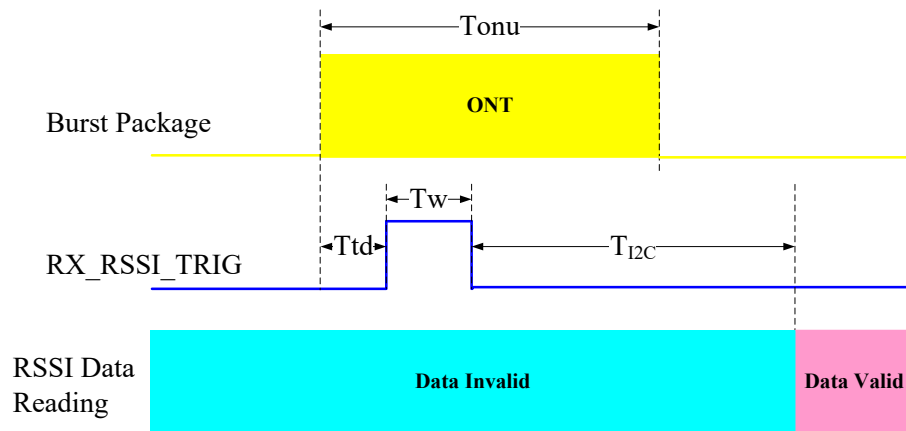 Tonu
ONT
Burst Package
Tw
Ttd
TI2C
RX_RSSI_TRIG
RSSI Data
Reading
Data Invalid
Data Valid